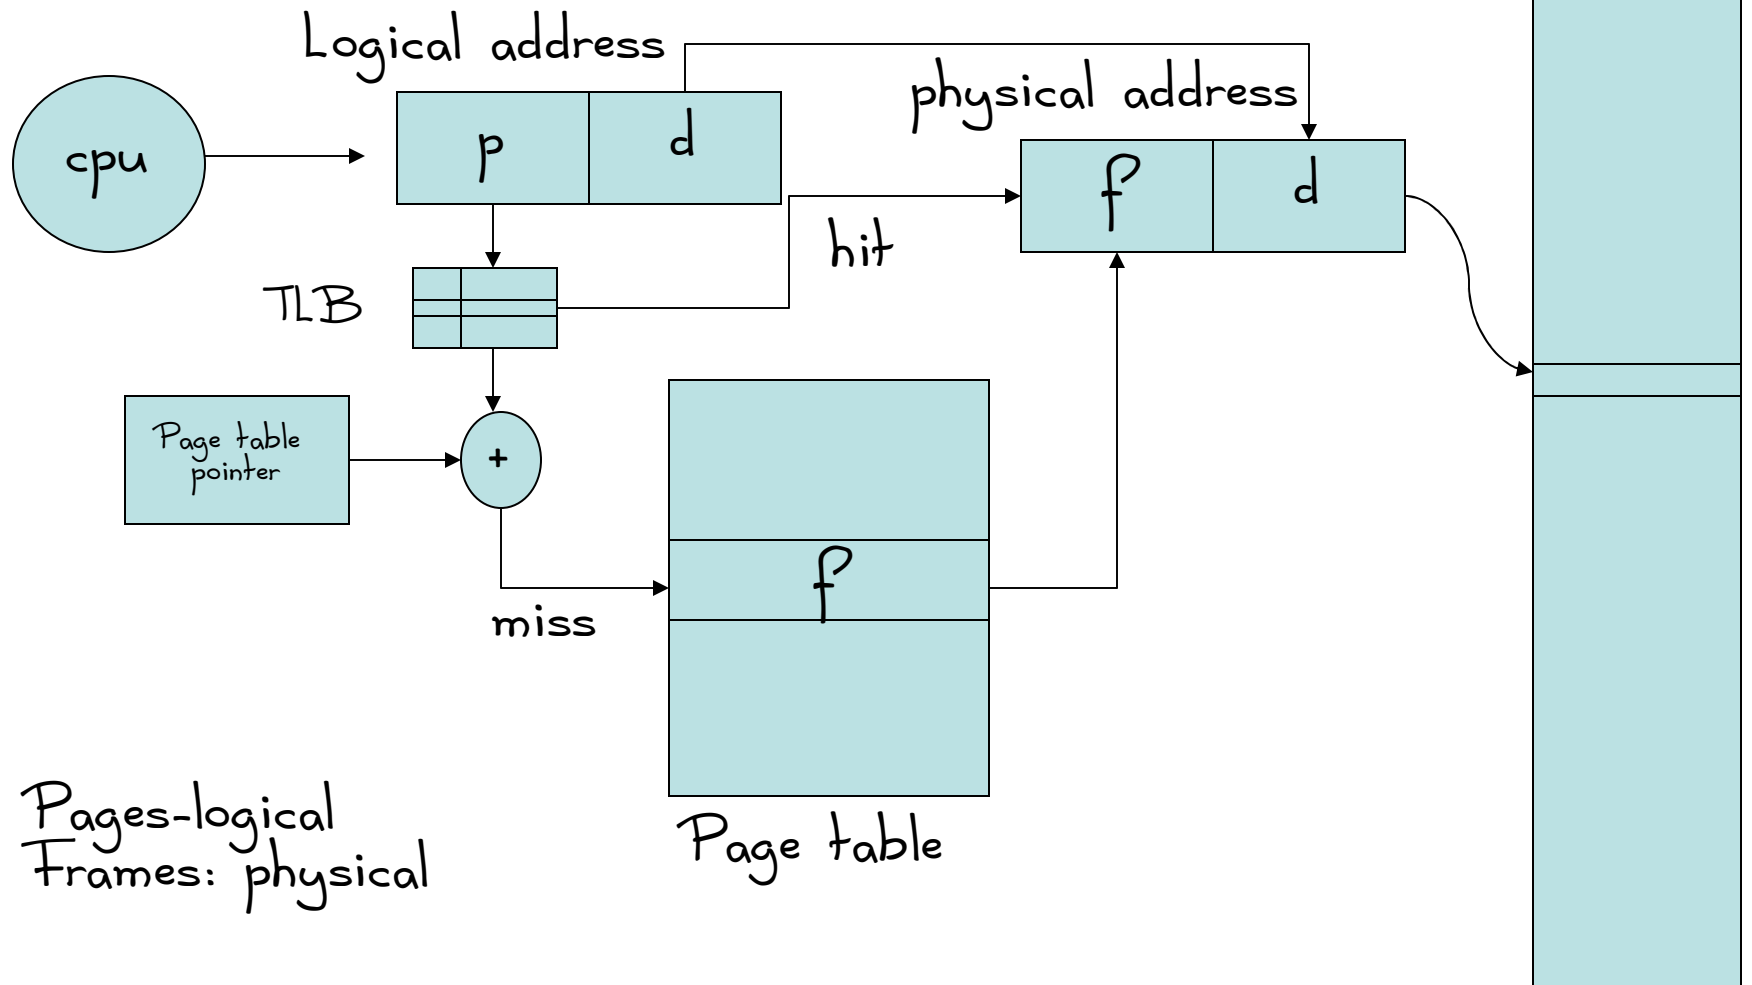 Logical address
physical address
cpu
p
d
f
d
hit
TLB
Page table
pointer
+
f
miss
Pages-logical
Frames: physical
Page table